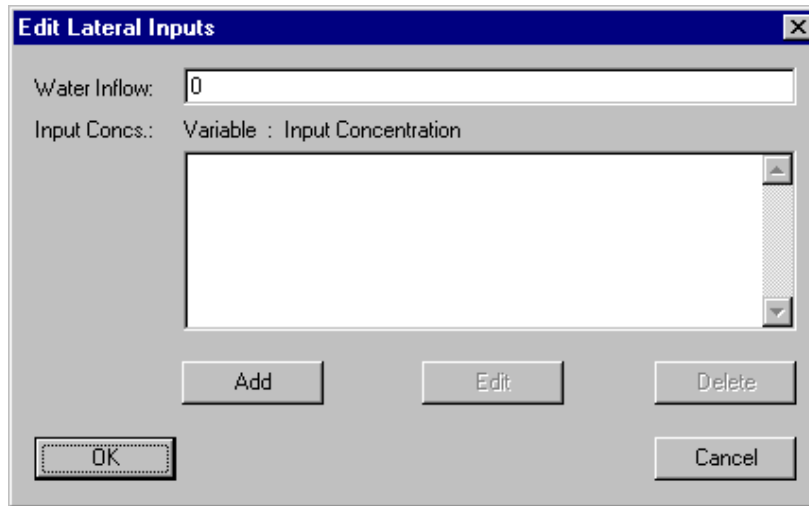 Edit Lateral Inputs
Water Inflow: 0
Input Concs.: Variable : Input Concentration
Add Edit Delete
OK Cancel